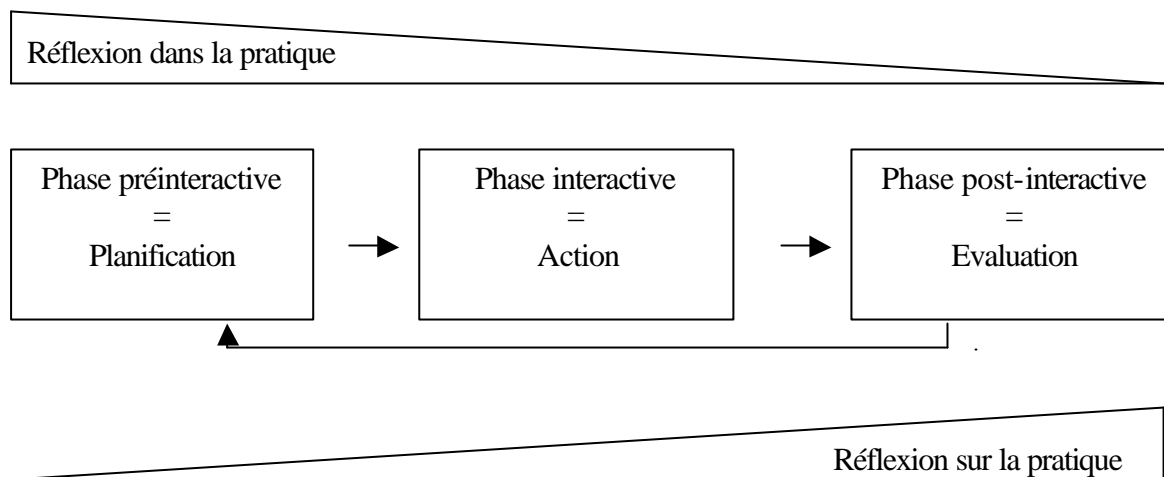 Réflexion dans la pratique
Phase préinteractive
=
Planification
Phase interactive
=
Action
Phase post-interactive
=
Evaluation
Réflexion sur la pratique